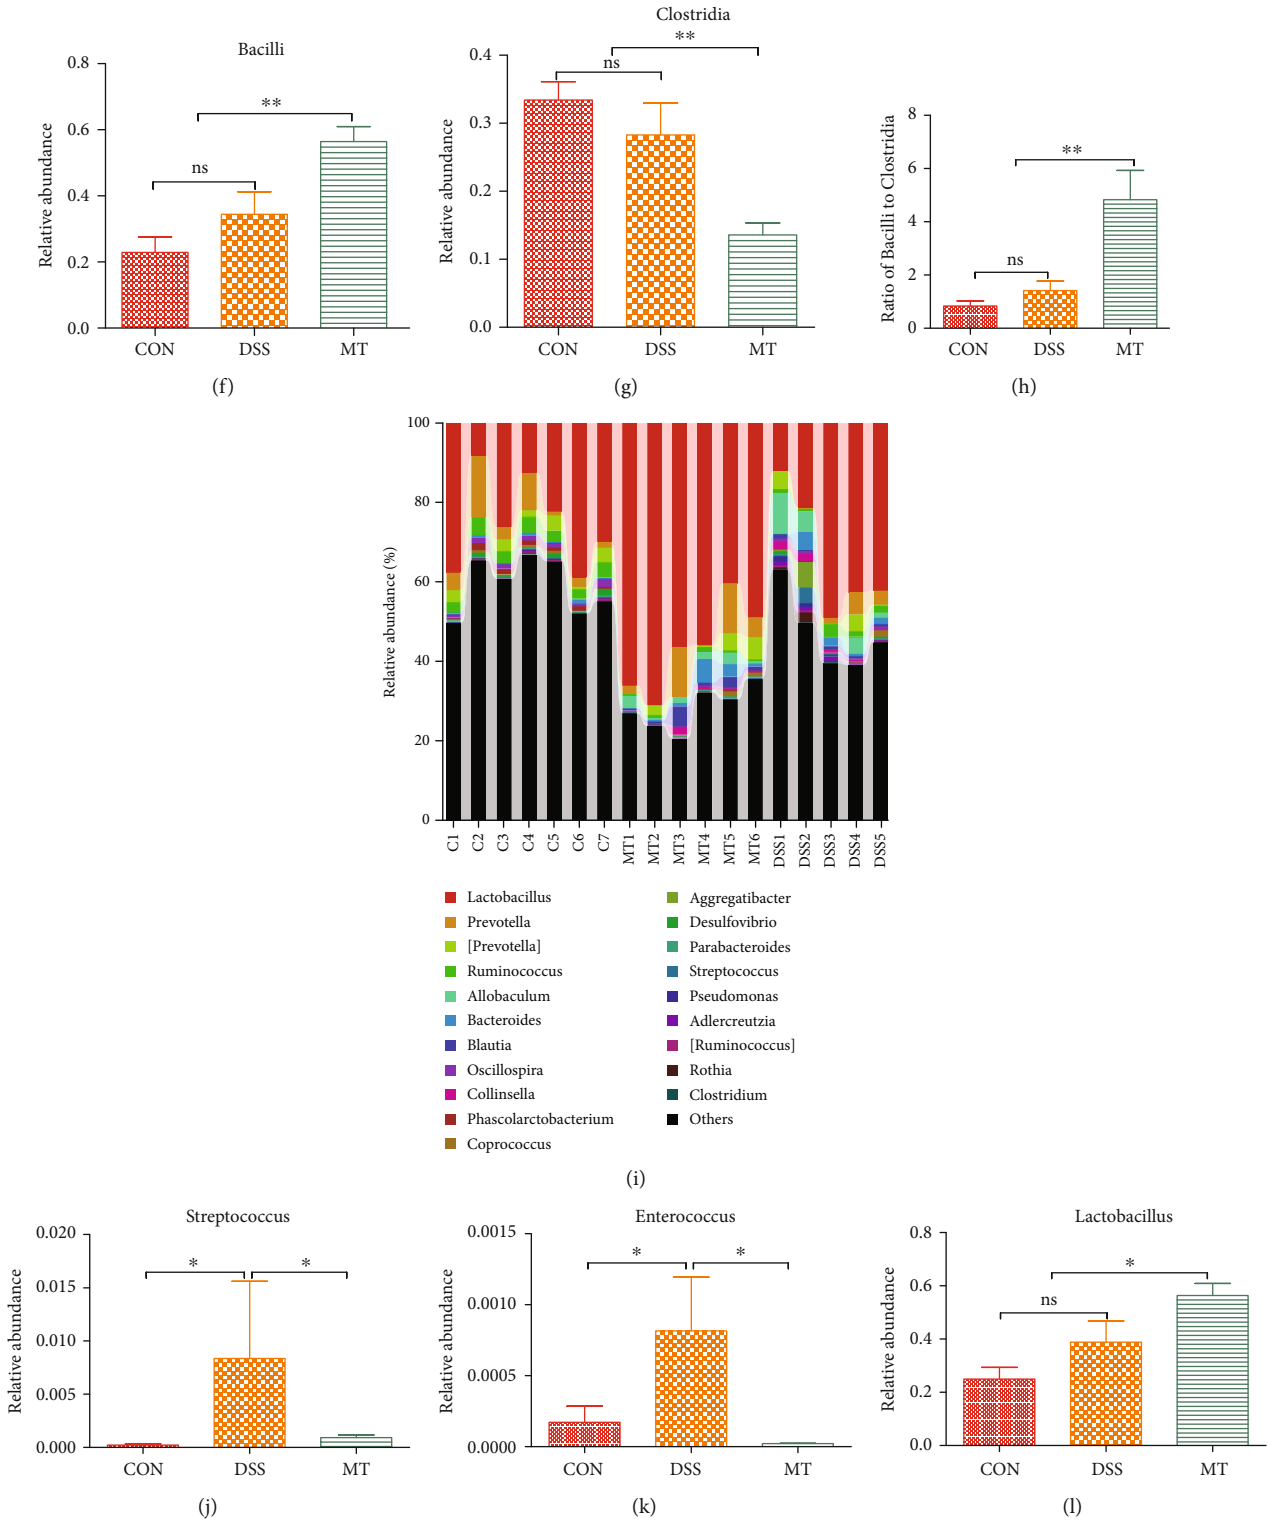 Bacilli
0.8
0.6
0.4
0.2
0.0
Relative abundance
**
ns
CON DSS MT
(f)
Clostridia
0.4
0.3
0.2
0.1
0.0
Relative abundance
**
ns
CON DSS MT
(g)
8
6
4
2
0
Ratio of Bacilli to Clostridia
**
ns
CON DSS MT
(h)
100
80
60
40
20
0
Relative abundance (%)
C1 C2 C3 C4 C5 C6 C7 MT1 MT2 MT3 MT4 MT5 MT6 DSS1 DSS2 DSS3 DSS4 DSS5
Lactobacillus
Prevotella
[Prevotella]
Ruminococcus
Allobaculum
Bacteroides
Blautia
Oscillospira
Collinsella
Phascolarctobacterium
Coprococcus
Aggregatibacter
Desulfovibrio
Parabacteroides
Streptococcus
Pseudomonas
Adlercreutzia
[Ruminococcus]
Rothia
Clostridium
Others
(i)
Streptococcus
0.020
0.015
0.010
0.005
0.000
Relative abundance
* *
CON DSS MT
(j)
Enterococcus
0.0015
0.0010
0.0005
0.0000
Relative abundance
* *
CON DSS MT
(k)
Lactobacillus
0.8
0.6
0.4
0.2
0.0
Relative abundance
*
ns
CON DSS MT
(l)